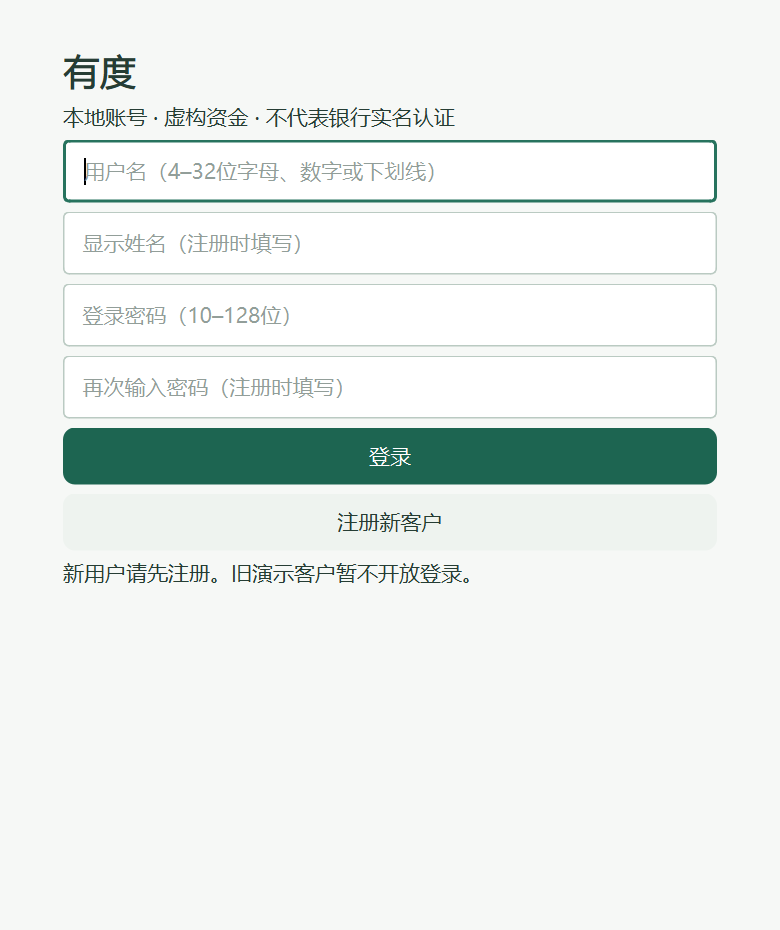 有度
本地账号 · 虚构资金 · 不代表银行实名认证
用户名（4–32位字母、数字或下划线）
显示姓名（注册时填写）
登录密码（10–128位）
再次输入密码（注册时填写）
登录
注册新客户
新用户请先注册。旧演示客户暂不开放登录。